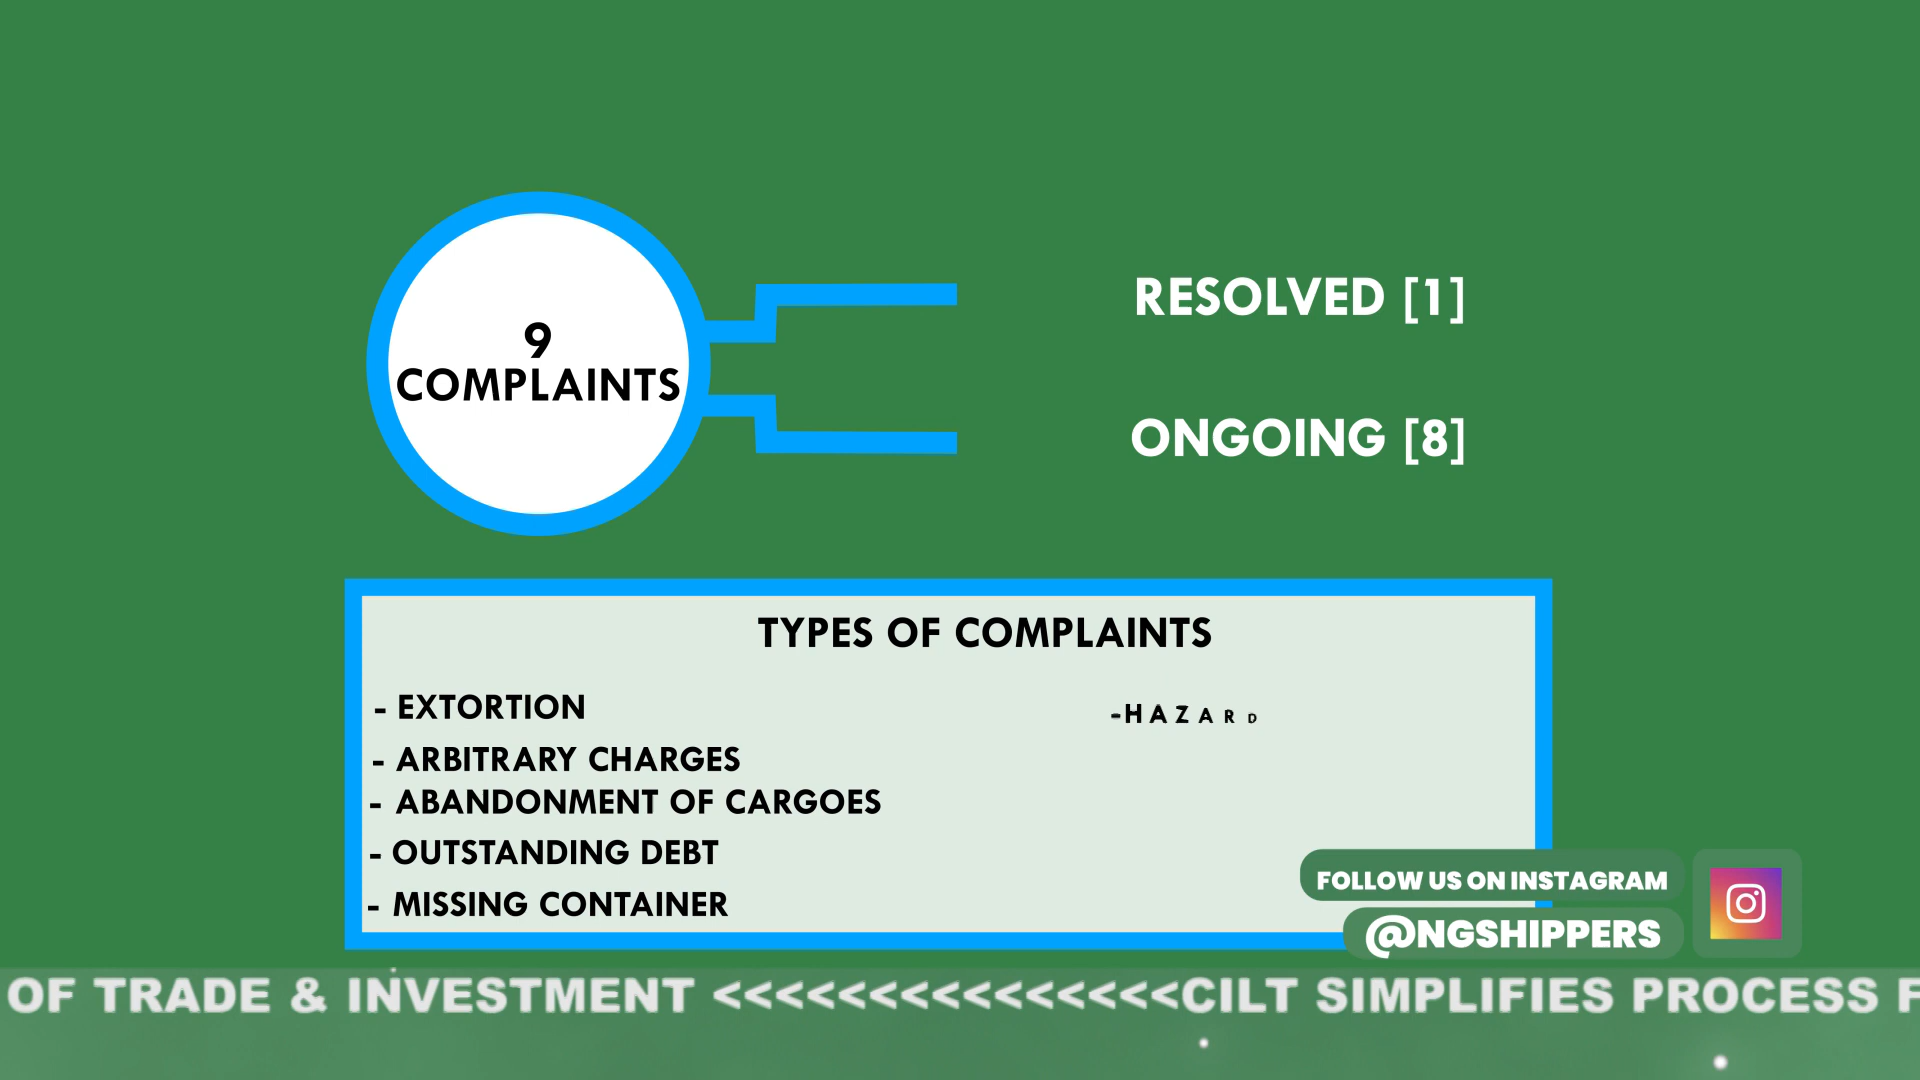 9
COMPLAINTS
RESOLVED [1]
ONGOING [8]
TYPES OF COMPLAINTS
- EXTORTION
- ARBITRARY CHARGES
- ABANDONMENT OF CARGOES
- OUTSTANDING DEBT
- MISSING CONTAINER
-HAZARD
FOLLOW US ON INSTAGRAM
@NGSHIPPERS
OF TRADE & INVESTMENT <<<<<<<<<<<<<<<CILT SIMPLIFIES PROCESS F